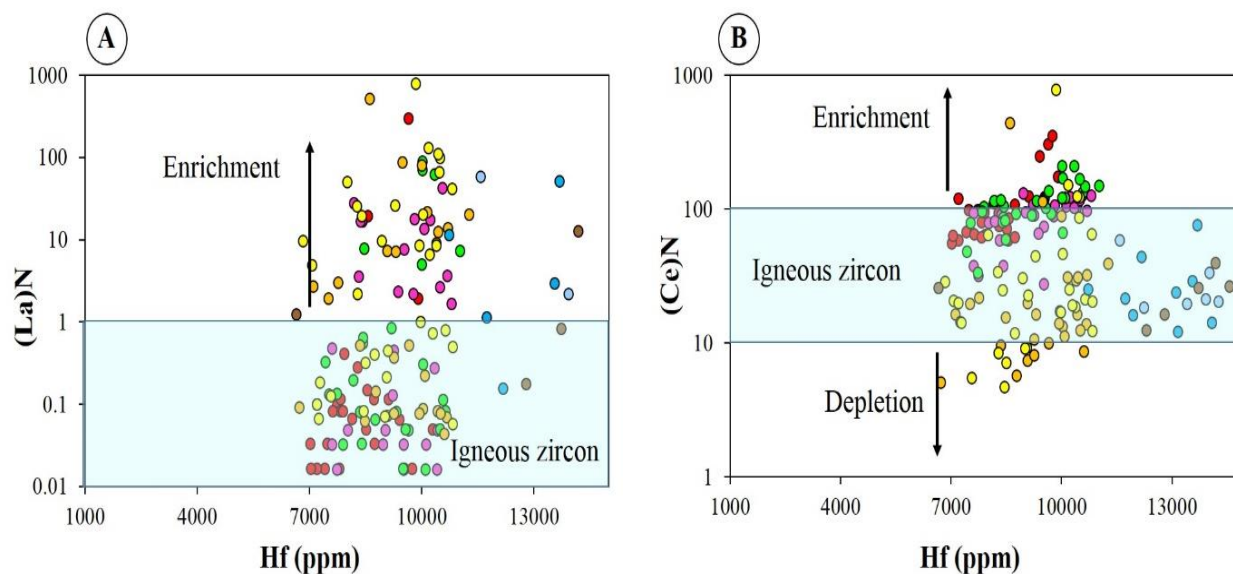 A
1000
100
10
1
0.1
0.01
(La)N
Enrichment
Igneous zircon
1000
4000
7000
10000
13000
Hf (ppm)
B
1000
100
10
1
(Ce)N
Enrichment
Igneous zircon
Depletion
1000
4000
7000
10000
13000
Hf (ppm)